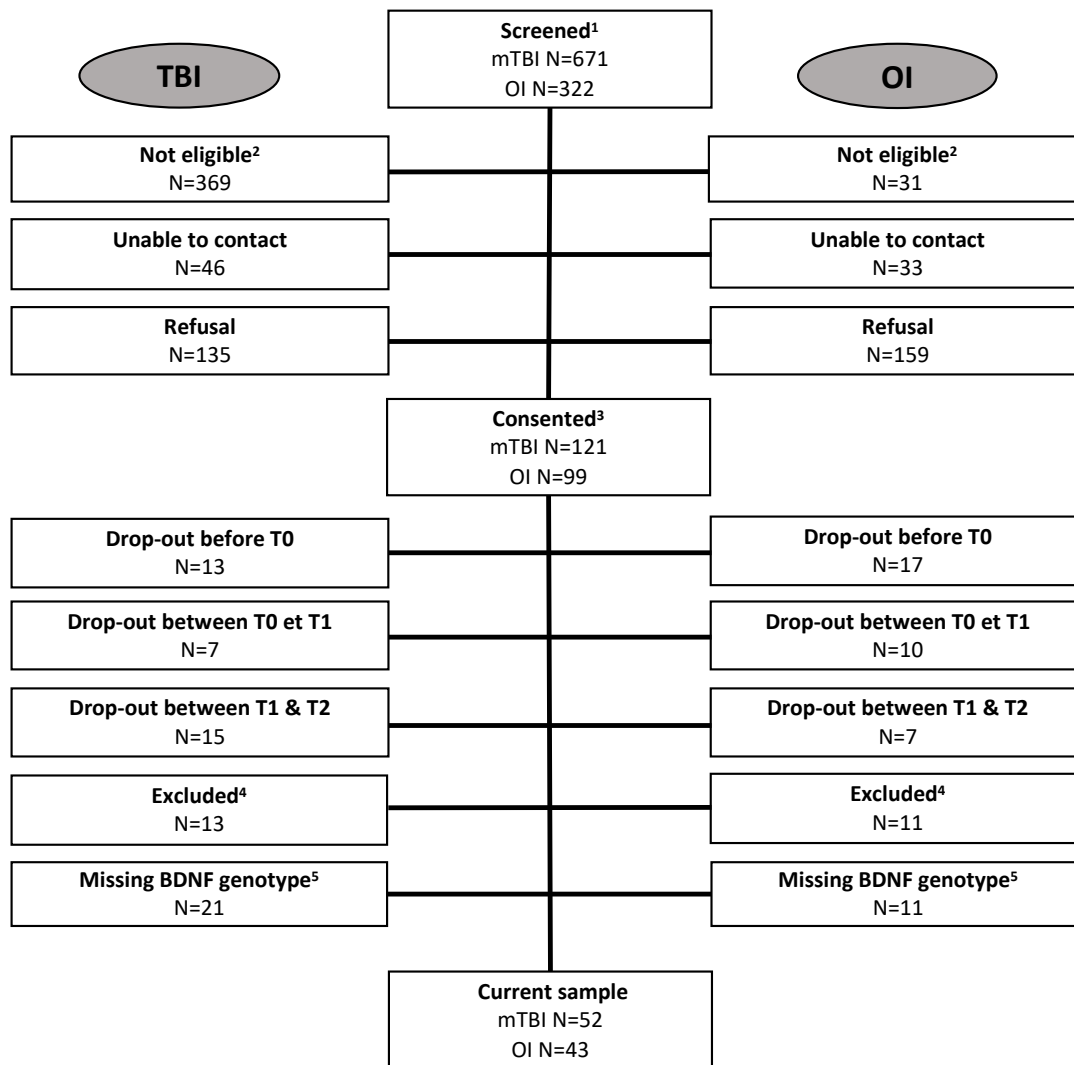 Screened¹
mTBI N=671
OI N=322
TBI
OI
Not eligible²
N=369
Not eligible²
N=31
Unable to contact
N=46
Unable to contact
N=33
Refusal
N=135
Refusal
N=159
Consented³
mTBI N=121
OI N=99
Drop-out before T0
N=13
Drop-out before T0
N=17
Drop-out between T0 et T1
N=7
Drop-out between T0 et T1
N=10
Drop-out between T1 & T2
N=15
Drop-out between T1 & T2
N=7
Excluded⁴
N=13
Excluded⁴
N=11
Missing BDNF genotype⁵
N=21
Missing BDNF genotype⁵
N=11
Current sample
mTBI N=52
OI N=43